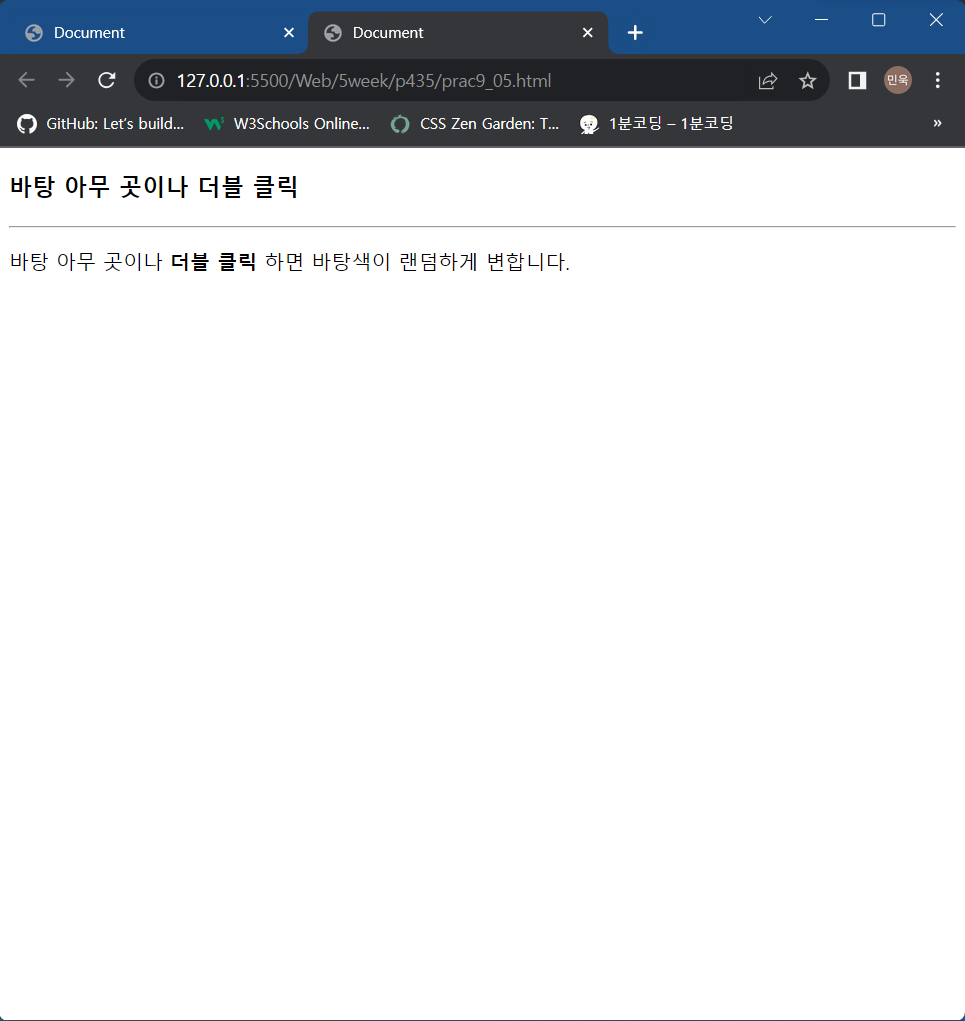 Document
Document
127.0.0.1:5500/Web/5week/p435/prac9_05.html
민욱
GitHub: Let's build...
W3Schools Online...
CSS Zen Garden: T...
1분코딩 – 1분코딩
»
바탕 아무 곳이나 더블 클릭
바탕 아무 곳이나 더블 클릭 하면 바탕색이 랜덤하게 변합니다.